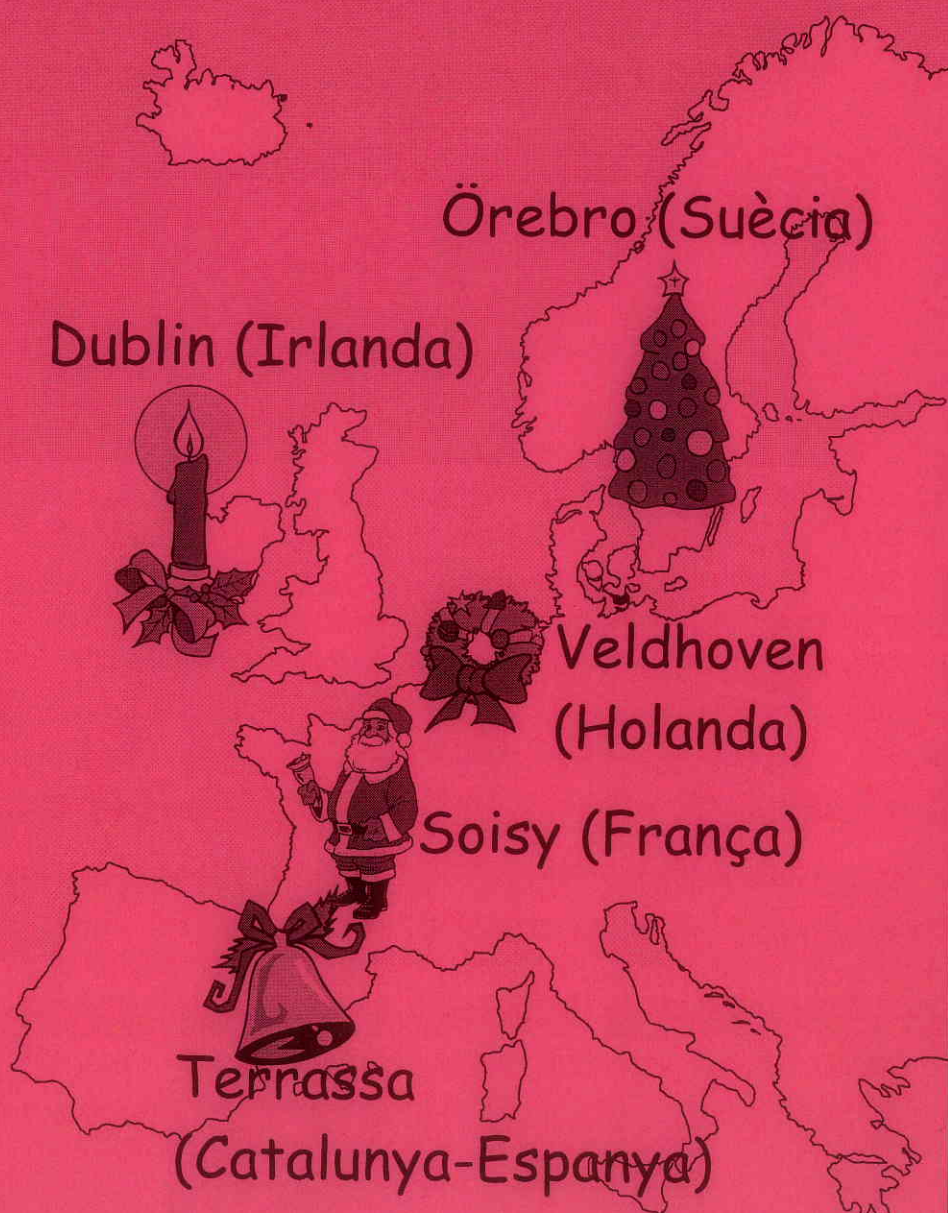 Örebro (Suècia)
Dublin (Irlanda)
Veldhoven
(Holanda)
Soisy (França)
Terrassa
(Catalunya-Espanya)